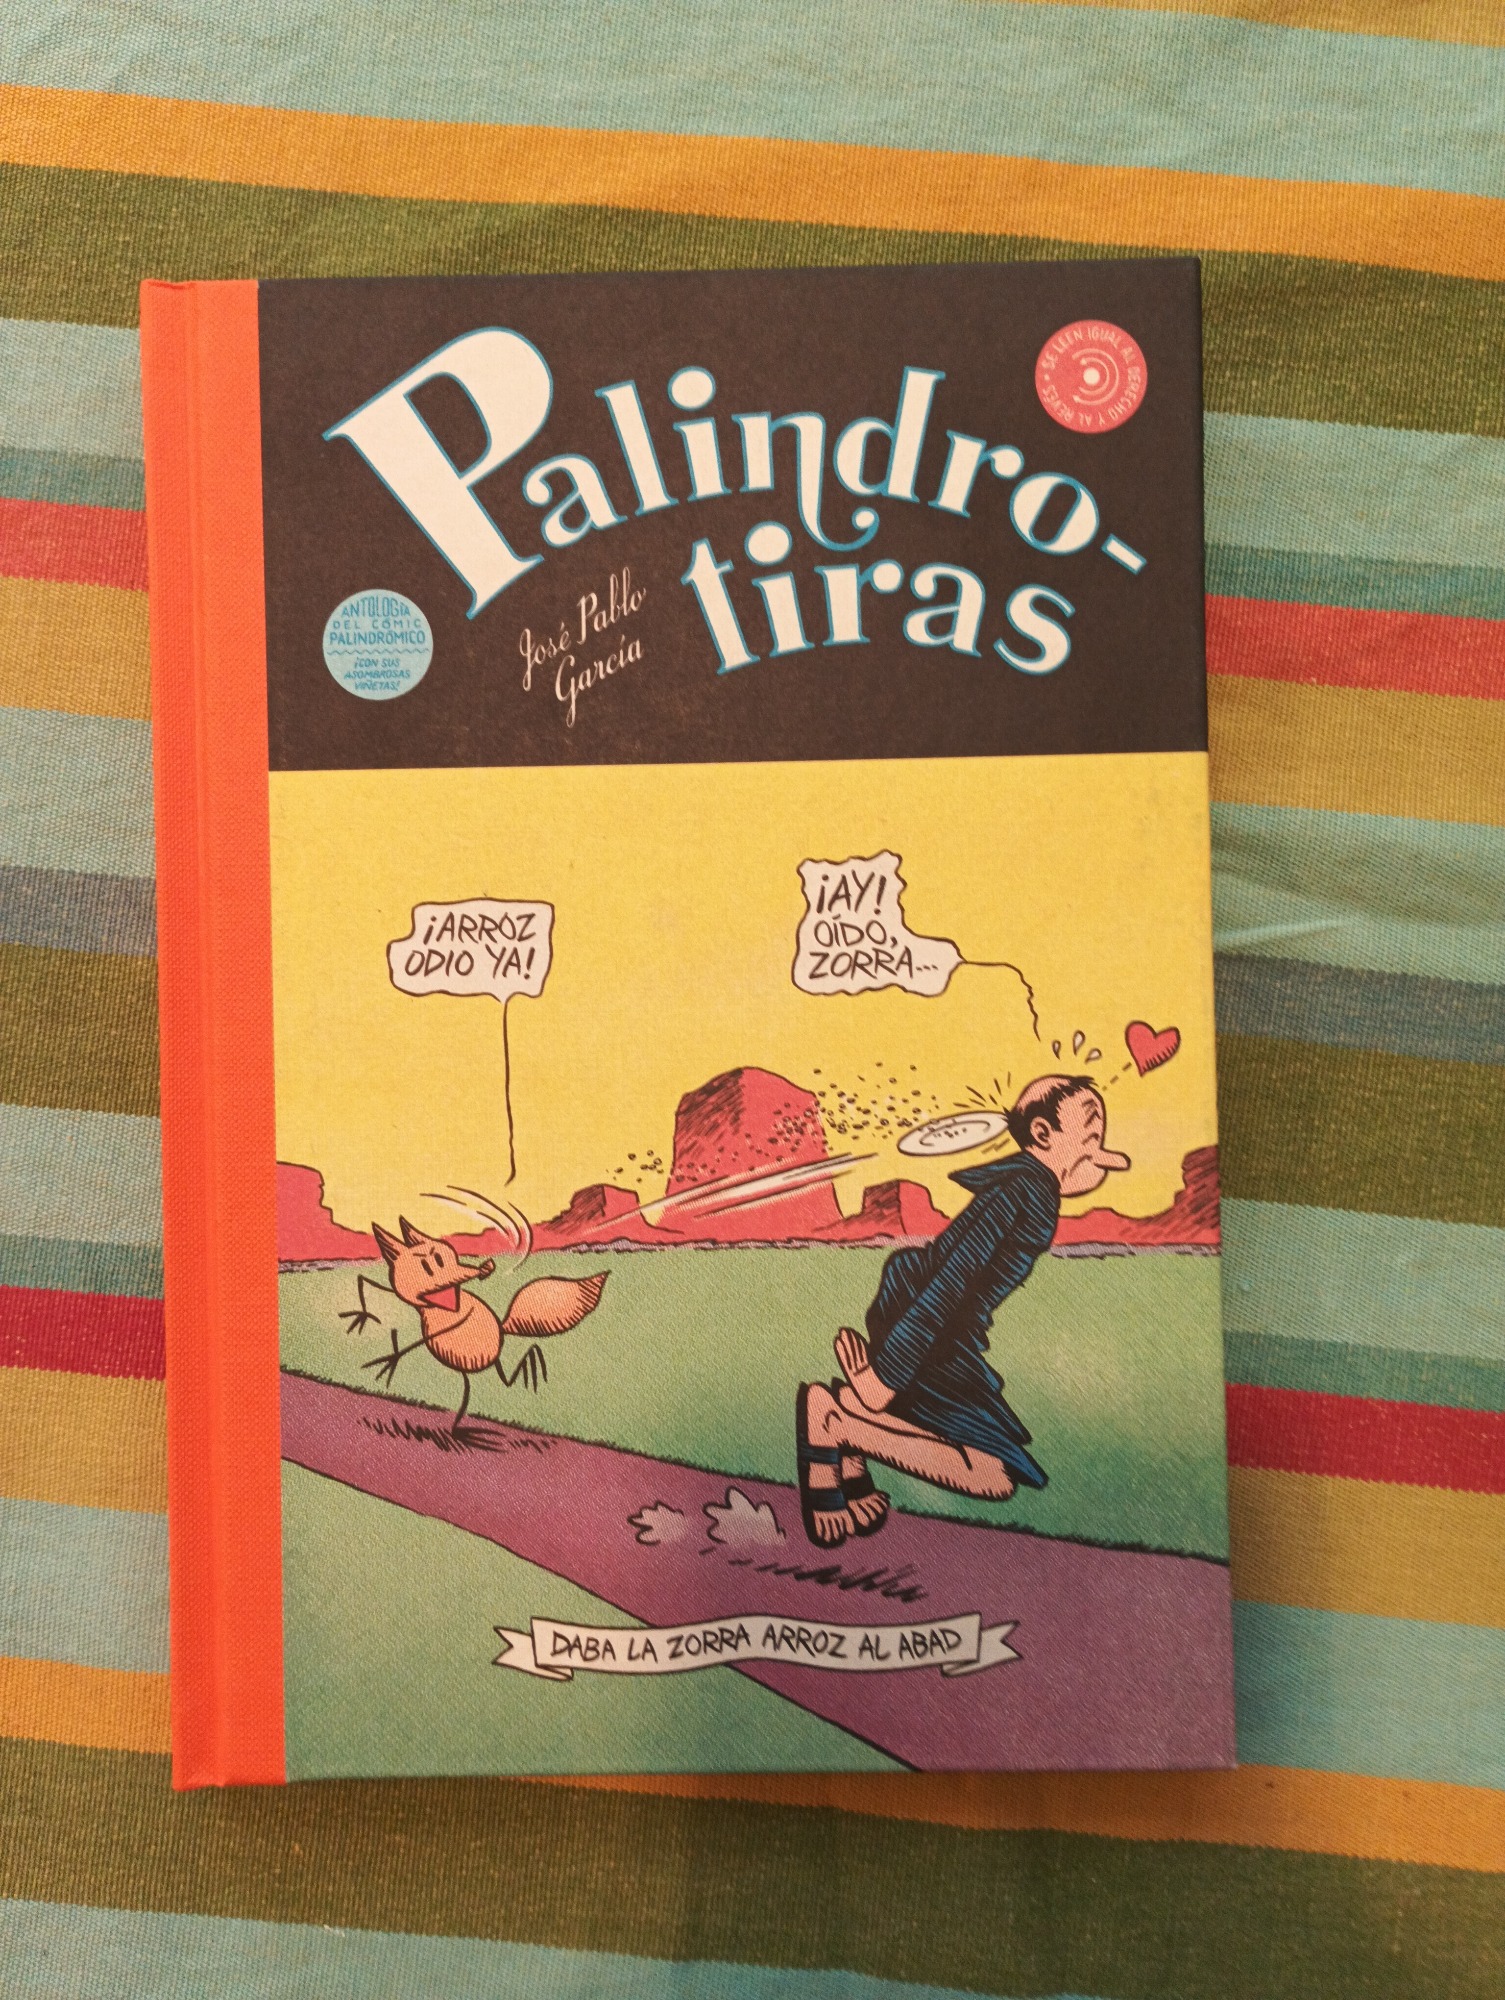 Palindro-
tiras
SE LEEN IGUAL AL DERECHO Y AL REVÉS •
José Pablo
García
ANTOLOGÍA
DEL CÓMIC
PALINDRÓMICO
¡CON SUS
ASOMBROSAS
VIÑETAS!
¡ARROZ
ODIO YA!
¡AY!
OÍDO,
ZORRA...
DABA LA ZORRA ARROZ AL ABAD